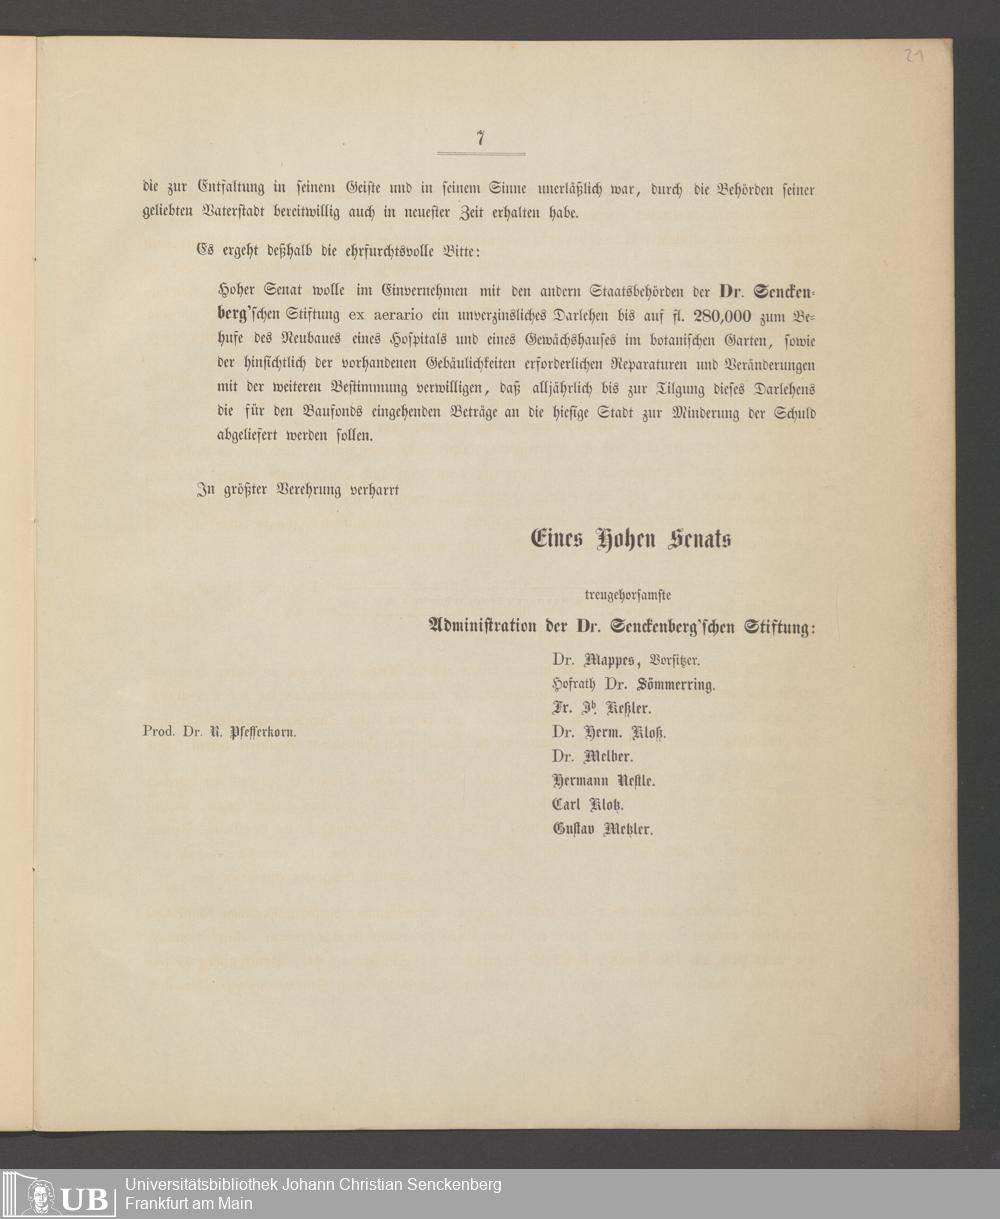 21
7
die zur Entfaltung in seinem Geiste und in seinem Sinne unerläßlich war, durch die Behörden seiner
geliebten Vaterstadt bereitwillig auch in neuester Zeit erhalten habe.
Es ergeht deßhalb die ehrfurchtsvolle Bitte:
Hoher Senat wolle im Einvernehmen mit den andern Staatsbehörden der Dr. Sencken-
berg'schen Stiftung ex aerario ein unverzinsliches Darlehen bis auf fl. 280,000 zum Be-
hufe des Neubaues eines Hospitals und eines Gewächshauses im botanischen Garten, sowie
der hinsichtlich der vorhandenen Gebäulichkeiten erforderlichen Reparaturen und Veränderungen
mit der weiteren Bestimmung verwilligen, daß alljährlich bis zur Tilgung dieses Darlehens
die für den Baufonds eingehenden Beträge an die hiesige Stadt zur Minderung der Schuld
abgeliefert werden sollen.
In größter Verehrung verharrt
Eines Hohen Senats
treugehorsamste
Administration der Dr. Senckenberg'schen Stiftung:
Dr. Mappes, Vorsitzer.
Hofrath Dr. Sömmerring.
Fr. Jb. Keßler.
Prod. Dr. R. Pfefferkorn.
Dr. Herm. Kloß.
Dr. Melber.
Hermann Nestle.
Carl Klotz.
Gustav Metzler.
UB
Universitätsbibliothek Johann Christian Senckenberg
Frankfurt am Main